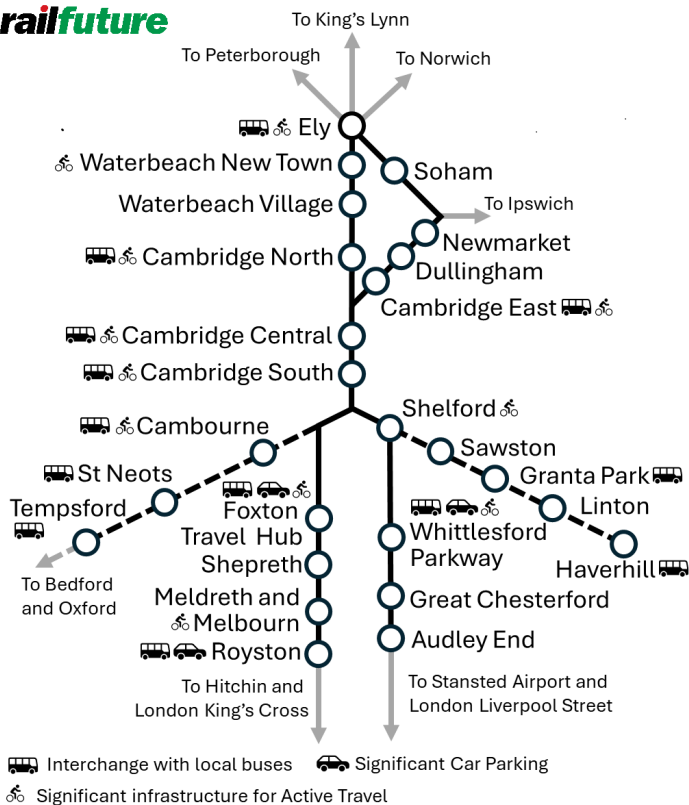 railfuture
To King's Lynn
To Peterborough
To Norwich
Ely
Waterbeach New Town
Soham
Waterbeach Village
To Ipswich
Newmarket
Cambridge North
Dullingham
Cambridge East
Cambridge Central
Cambridge South
Shelford
Cambourne
Sawston
St Neots
Granta Park
Tempsford
Linton
Foxton
Travel Hub
Whittlesford
Parkway
Shepreth
Haverhill
To Bedford
and Oxford
Meldreth and
Melbourn
Great Chesterford
Royston
Audley End
To Hitchin and
London King's Cross
To Stansted Airport and
London Liverpool Street
Interchange with local buses
Significant Car Parking
Significant infrastructure for Active Travel